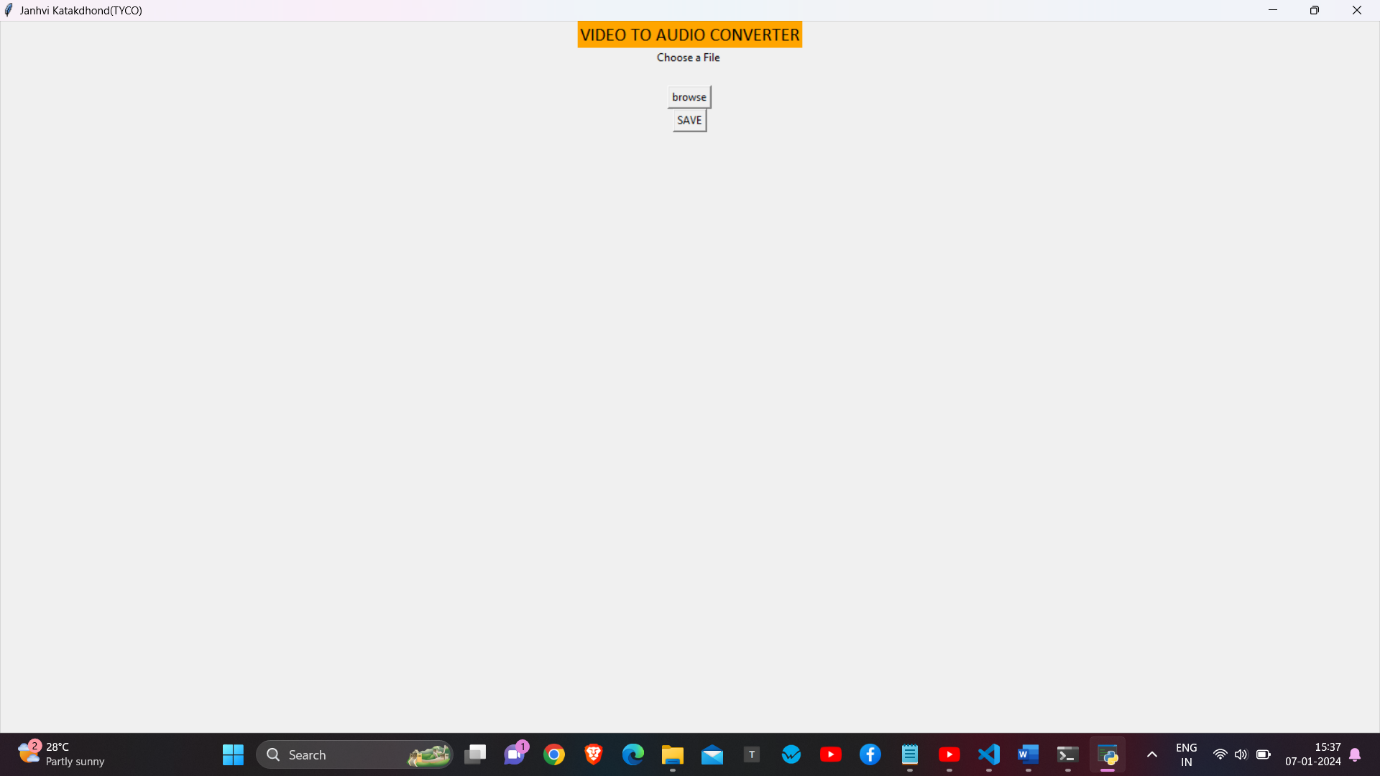 Janhvi Katakdhond(TYCO)
VIDEO TO AUDIO CONVERTER
Choose a File
browse
SAVE
2
28°C
Partly sunny
Search
1
T
W
ENG
IN
15:37
07-01-2024